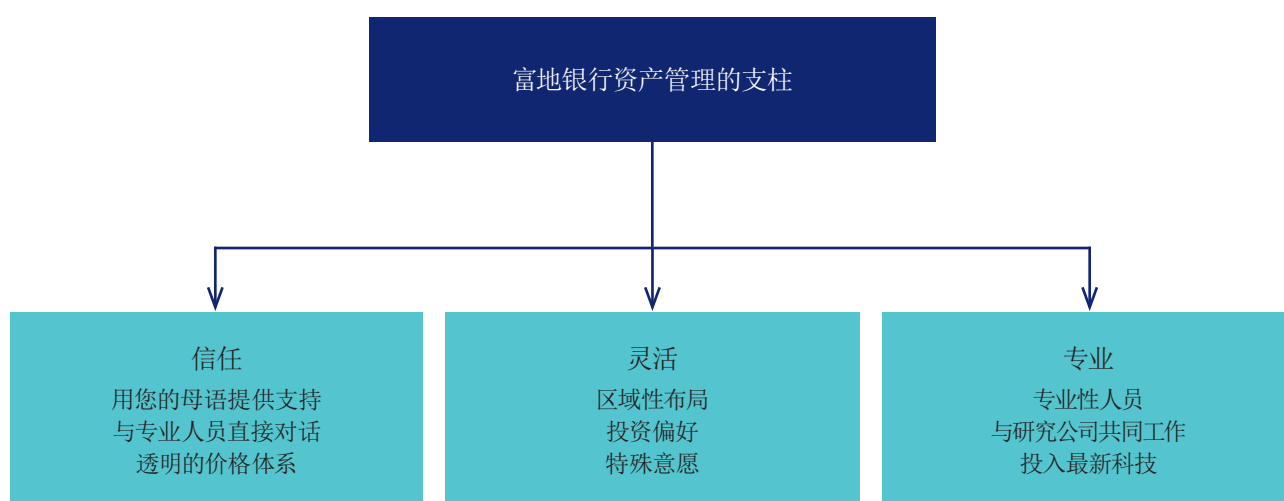 富地银行资产管理的支柱
信任
用您的母语提供支持
与专业人员直接对话
透明的价格体系
灵活
区域性布局
投资偏好
特殊意愿
专业
专业性人员
与研究公司共同工作
投入最新科技